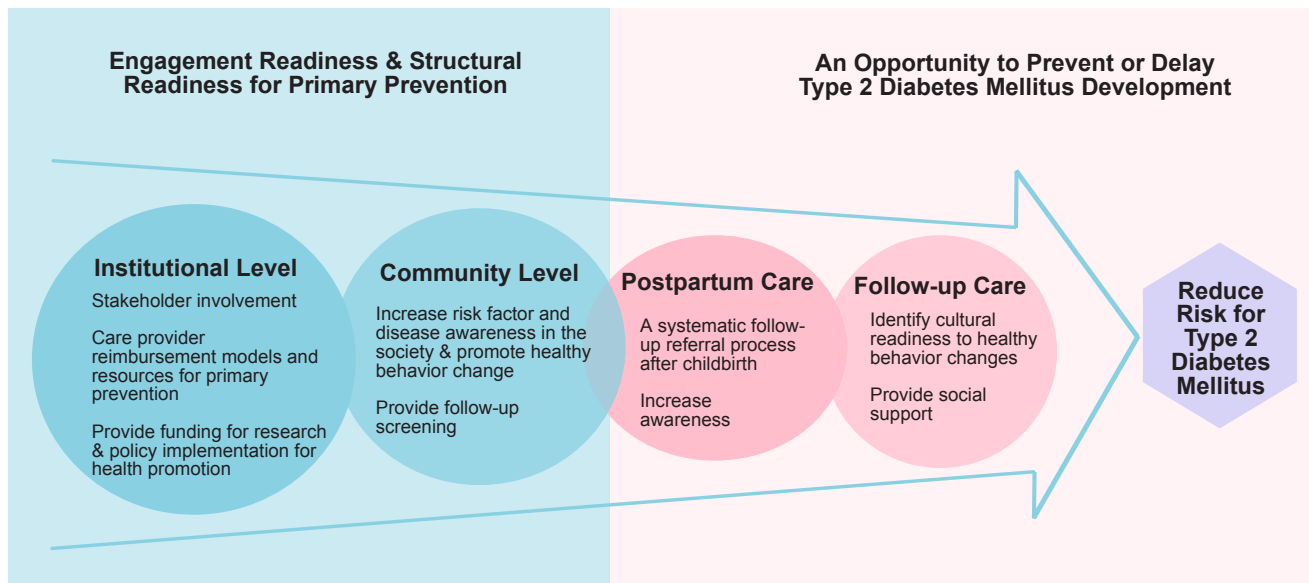 Engagement Readiness & Structural
Readiness for Primary Prevention
An Opportunity to Prevent or Delay
Type 2 Diabetes Mellitus Development
Institutional Level
Stakeholder involvement
Care provider
reimbursement models and
resources for primary
prevention
Provide funding for research
& policy implementation for
health promotion
Community Level
Increase risk factor and
disease awareness in the
society & promote healthy
behavior change
Provide follow-up
screening
Postpartum Care
A systematic follow-
up referral process
after childbirth
Increase
awareness
Follow-up Care
Identify cultural
readiness to healthy
behavior changes
Provide social
support
Reduce
Risk for
Type 2
Diabetes
Mellitus